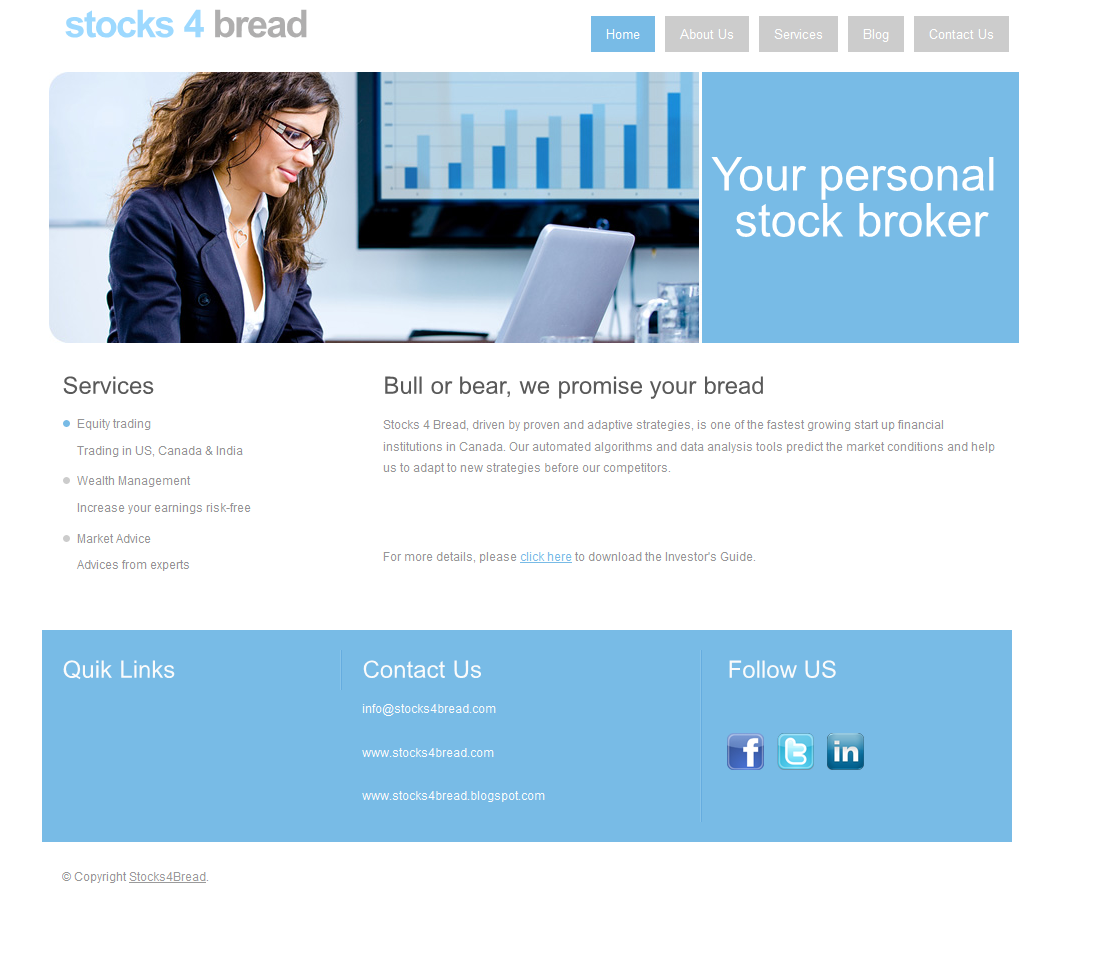 stocks 4 bread
Home
About Us
Services
Blog
Contact Us
Your personal
stock broker
Services
Equity trading
Trading in US, Canada & India
Wealth Management
Increase your earnings risk-free
Market Advice
Advices from experts
Bull or bear, we promise your bread
Stocks 4 Bread, driven by proven and adaptive strategies, is one of the fastest growing start up financial
institutions in Canada. Our automated algorithms and data analysis tools predict the market conditions and help
us to adapt to new strategies before our competitors.
For more details, please click here to download the Investor's Guide.
Quik Links
Contact Us
info@stocks4bread.com
www.stocks4bread.com
www.stocks4bread.blogspot.com
Follow US
f
t
in
© Copyright Stocks4Bread.